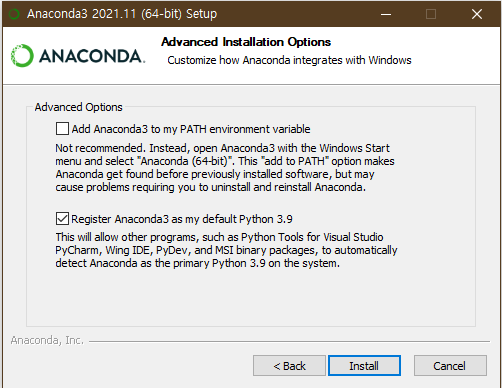 Anaconda3 2021.11 (64-bit) Setup
ANACONDA.
Advanced Installation Options
Customize how Anaconda integrates with Windows
Advanced Options
Add Anaconda3 to my PATH environment variable
Not recommended. Instead, open Anaconda3 with the Windows Start
menu and select "Anaconda (64-bit)". This "add to PATH" option makes
Anaconda get found before previously installed software, but may
cause problems requiring you to uninstall and reinstall Anaconda.
Register Anaconda3 as my default Python 3.9
This will allow other programs, such as Python Tools for Visual Studio
PyCharm, Wing IDE, PyDev, and MSI binary packages, to automatically
detect Anaconda as the primary Python 3.9 on the system.
Anaconda, Inc.
< Back
Install
Cancel